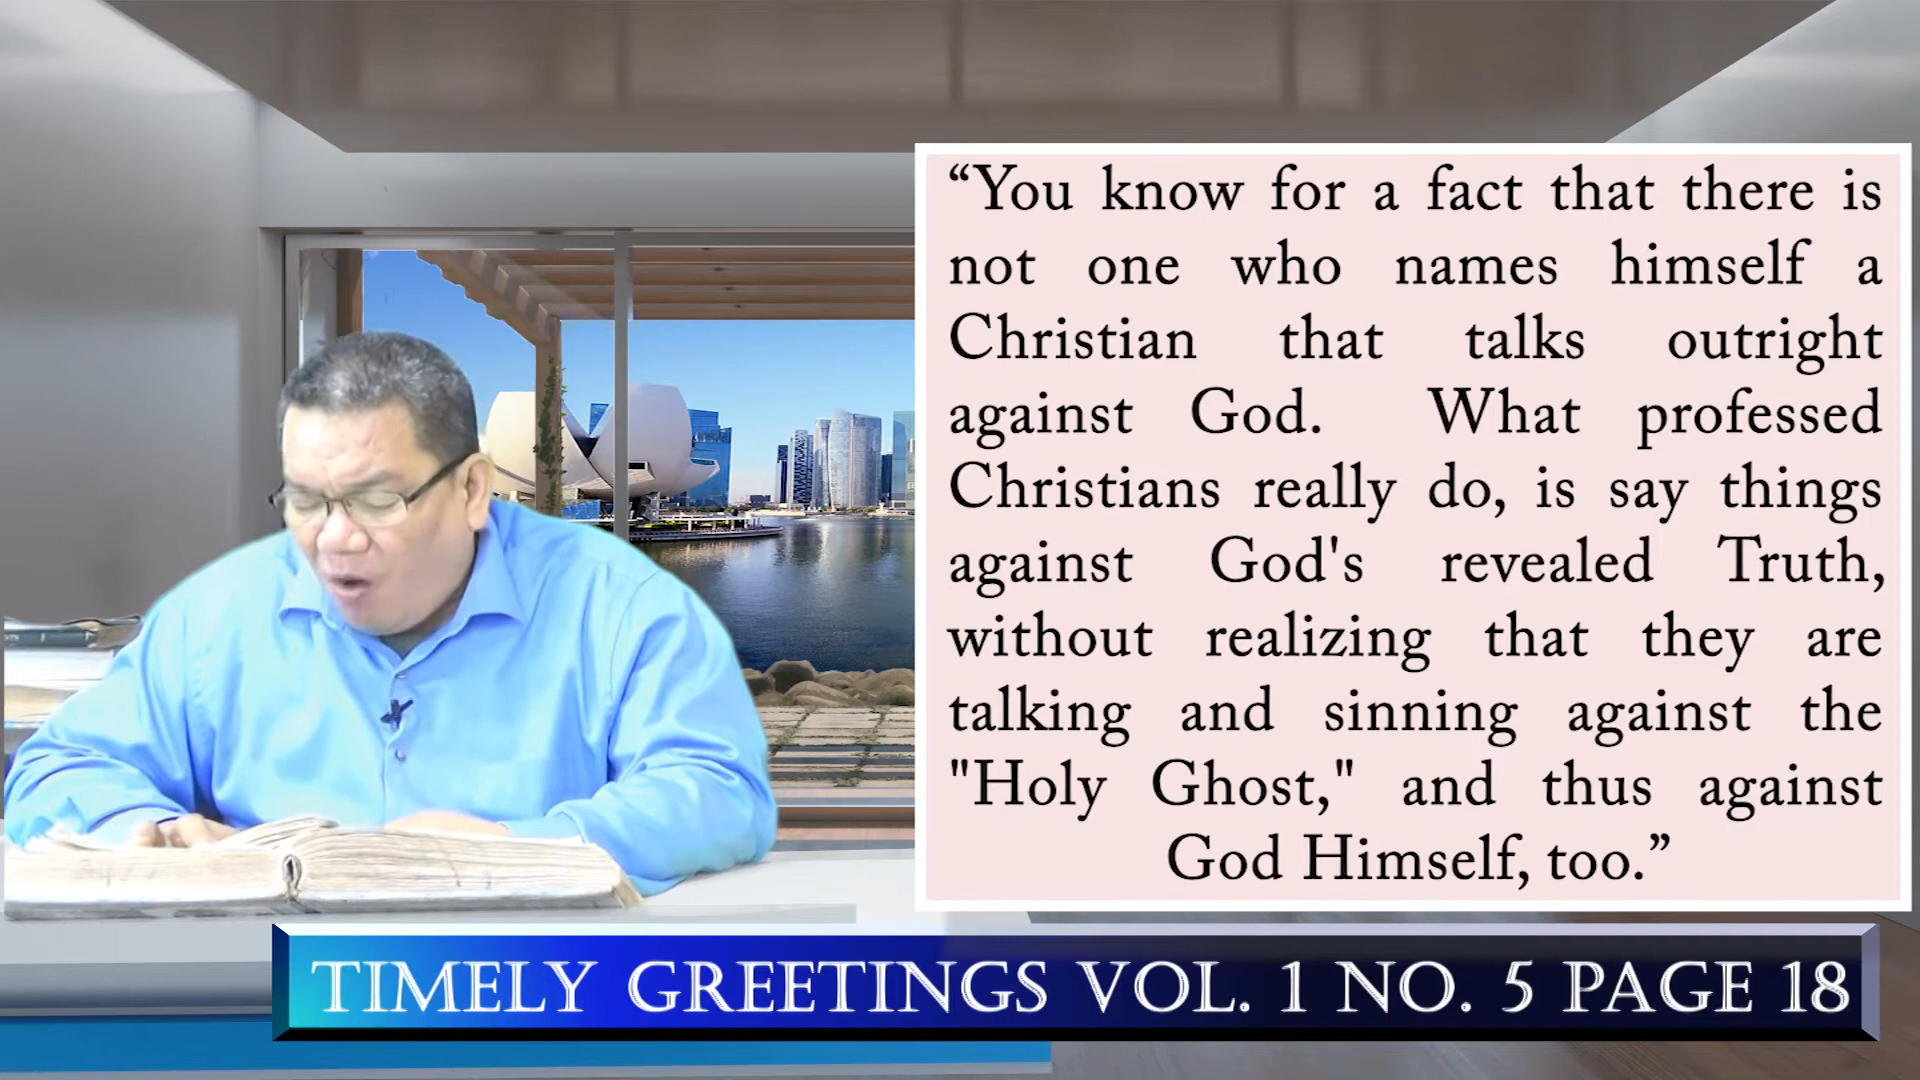 “You know for a fact that there is
not one who names himself a
Christian that talks outright
against God. What professed
Christians really do, is say things
against God's revealed Truth,
without realizing that they are
talking and sinning against the
"Holy Ghost," and thus against
God Himself, too.”
TIMELY GREETINGS VOL. 1 NO. 5 PAGE 18